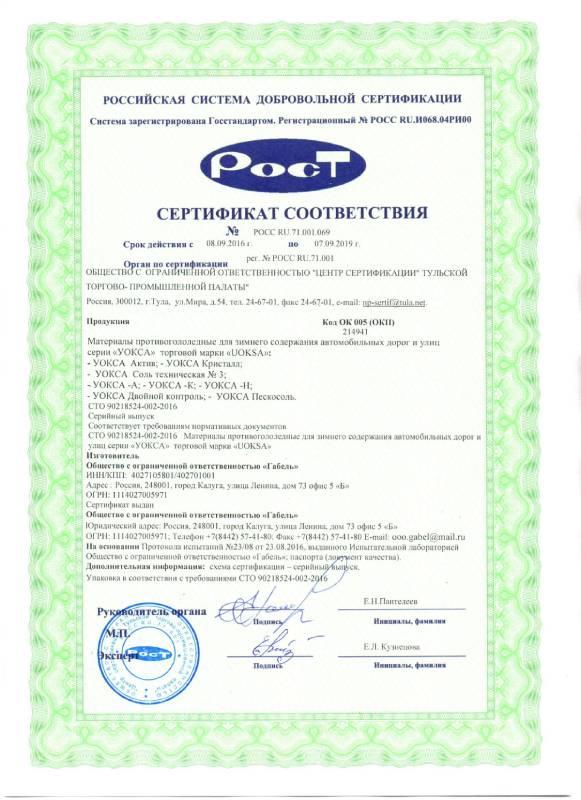 РОССИЙСКАЯ СИСТЕМА ДОБРОВОЛЬНОЙ СЕРТИФИКАЦИИ
Система зарегистрирована Госстандартом. Регистрационный № РОСС RU.И068.04РИ00
РОСТ
СЕРТИФИКАТ СООТВЕТСТВИЯ
№ РОСС RU.71.001.069
Срок действия с 08.09.2016 г. по 07.09.2019 г.
Орган по сертификации рег. № РОСС RU.71.001
ОБЩЕСТВО С ОГРАНИЧЕННОЙ ОТВЕТСТВЕННОСТЬЮ "ЦЕНТР СЕРТИФИКАЦИИ" ТУЛЬСКОЙ
ТОРГОВО- ПРОМЫШЛЕННОЙ ПАЛАТЫ"
Россия, 300012, г.Тула, ул.Мира, д.54, тел. 24-67-01, факс 24-67-01, e-mail: np-sertif@tula.net.
Продукция Код ОК 005 (ОКП)
214941
Материалы противогололедные для зимнего содержания автомобильных дорог и улиц
серии «УОКСА» торговой марки «UOKSA»:
- УОКСА Актив; - УОКСА Кристалл;
- УОКСА Соль техническая № 3;
- УОКСА -А; - УОКСА -К; - УОКСА -Н;
- УОКСА Двойной контроль; - УОКСА Пескосоль.
СТО 90218524-002-2016
Серийный выпуск
Соответствует требованиям нормативных документов
СТО 90218524-002-2016 Материалы противогололедные для зимнего содержания автомобильных дорог и
улиц серии «УОКСА» торговой марки «UOKSA»
Изготовитель
Общество с ограниченной ответственностью «Габель»
ИНН/КПП: 4027105801/402701001
Адрес : Россия, 248001, город Калуга, улица Ленина, дом 73 офис 5 «Б»
ОГРН: 1114027005971
Сертификат выдан
Общество с ограниченной ответственностью «Габель»
Юридический адрес: Россия, 248001, город Калуга, улица Ленина, дом 73 офис 5 «Б»
ОГРН: 1114027005971; Телефон +7(8442) 57-41-80; Факс +7(8442) 57-41-80 E-mail: ooo.gabel@mail.ru
На основании Протокола испытаний №23/08 от 23.08.2016, выданного Испытательной лабораторией
Общество с ограниченной ответственностью «Габель»; паспорта (документ качества).
Дополнительная информация: схема сертификации – серийный выпуск.
Упаковка в соответствии с требованиями СТО 90218524-002-2016
Руководитель органа Е.Н.Пантелеев
М.П. Подпись Инициалы, фамилия
Эксперт Е.Л. Кузнецова
Подпись Инициалы, фамилия
РОСТ